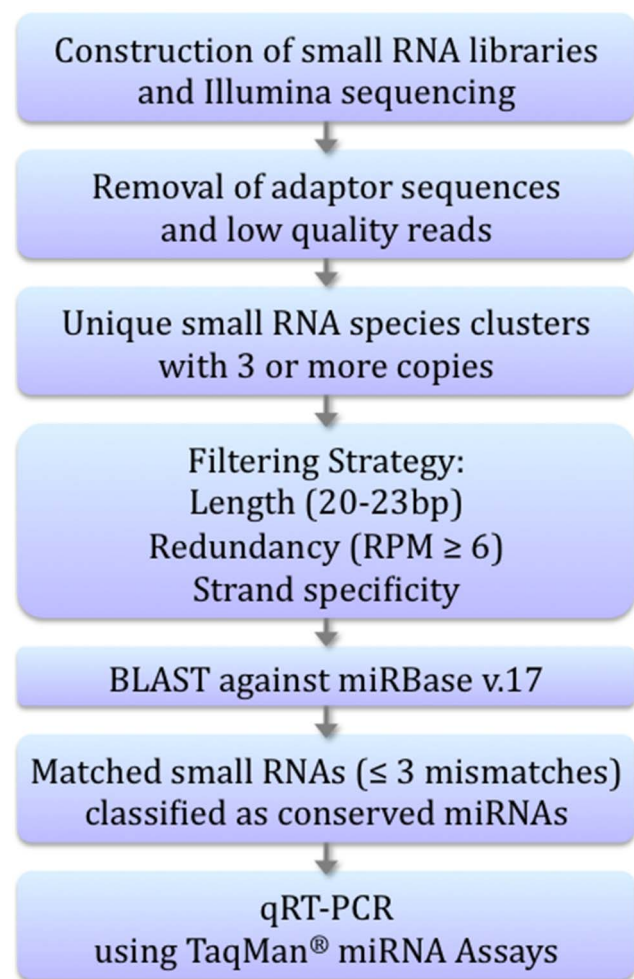 Construction of small RNA libraries
and Illumina sequencing
Removal of adaptor sequences
and low quality reads
Unique small RNA species clusters
with 3 or more copies
Filtering Strategy:
Length (20-23bp)
Redundancy (RPM ≥ 6)
Strand specificity
BLAST against miRBase v.17
Matched small RNAs (≤ 3 mismatches)
classified as conserved miRNAs
qRT-PCR
using TaqMan® miRNA Assays